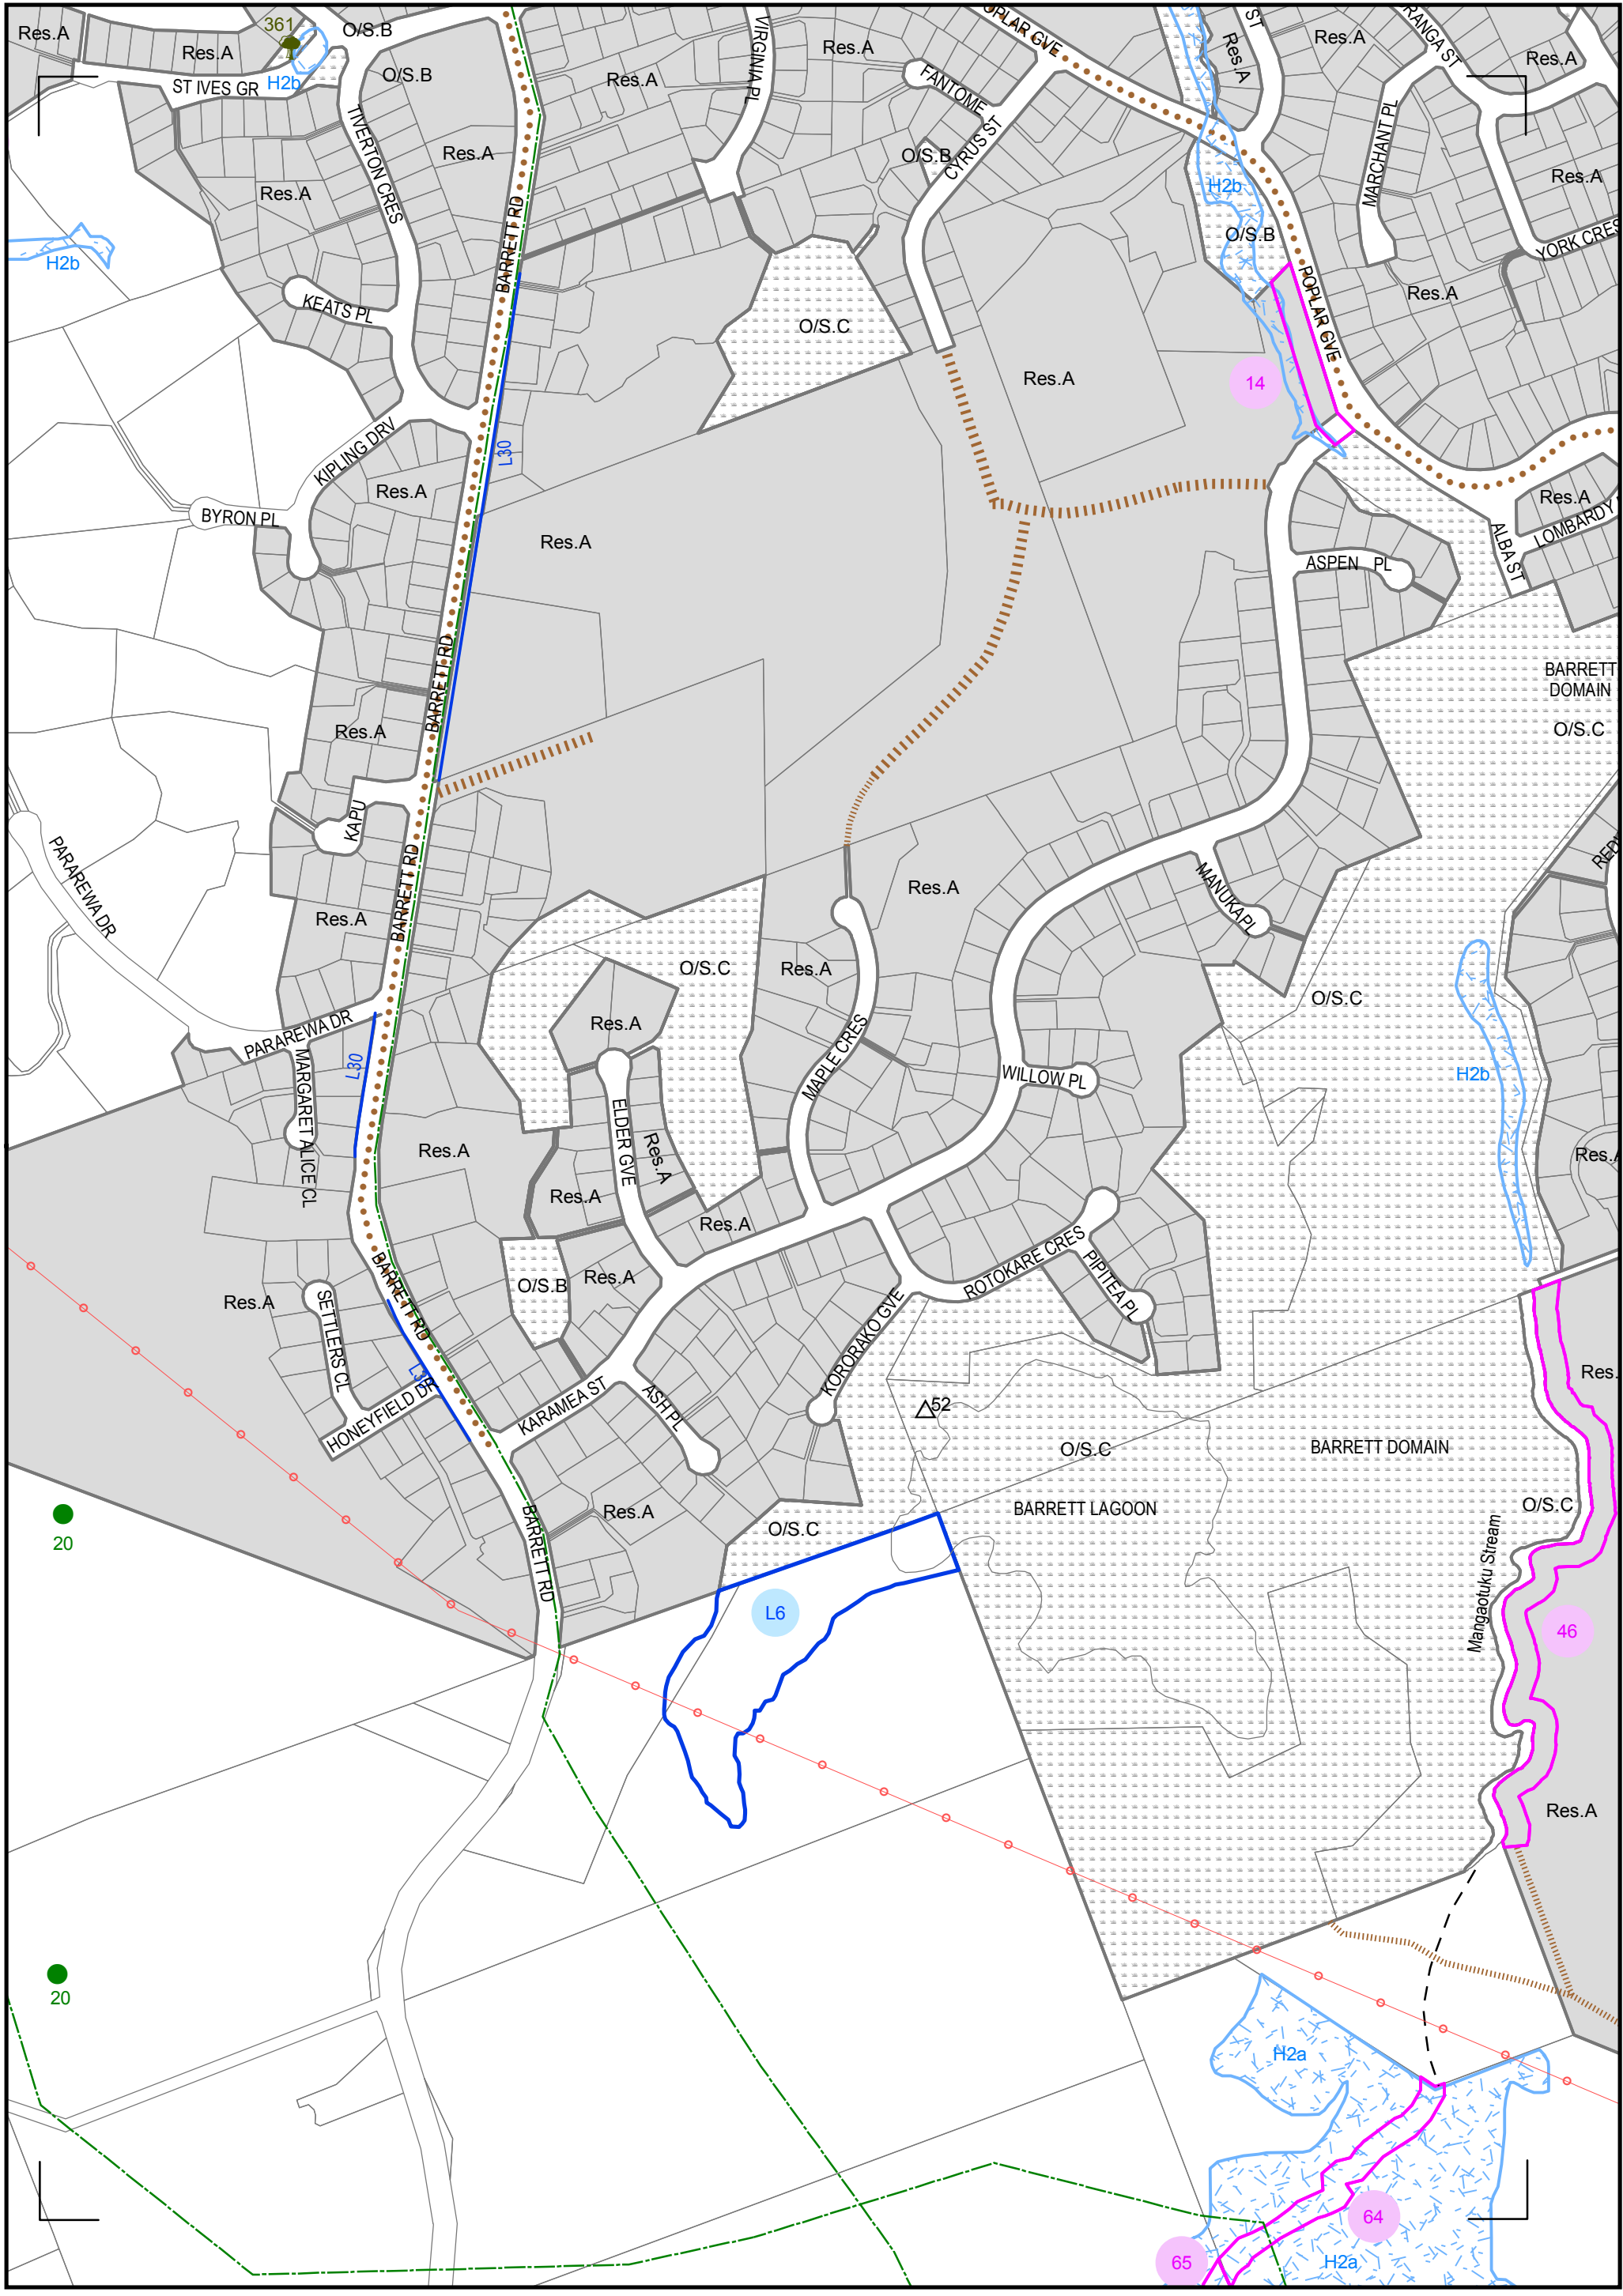 Res.A
361
O/S.B
Res.A
ST IVES GR
H2b
O/S.B
Res.A
VIRGINIA PL
Res.A
OPLAR GVE
FANTOME
ST
Res.A
Res.A
RANGA ST
Res.A
TIVERTON CRES
Res.A
O/S.B
CYRUS ST
MARCHANT PL
Res.A
Res.A
H2b
O/S.B
YORK CRES
BARRETT RD
H2b
KEATS PL
O/S.C
POPLAR GVE
Res.A
Res.A
14
KIPLING DRV
L30
Res.A
BYRON PL
Res.A
Res.A
LOMBARDY
ALBA ST
ASPEN PL
BARRETT RD
BARRETT
DOMAIN
O/S.C
Res.A
KAPU
PARAREWA DR
BARRETT RD
Res.A
Res.A
MANUKA PL
O/S.C
Res.A
O/S.C
Res.A
PARAREWA DR
L30
MARGARET ALICE CL
MAPLE CRES
WILLOW PL
H2b
Res.A
ELDER GVE
Res.A
Res.A
Res.A
Res.A
BARRETT RD
O/S.B
Res.A
ROTOKARE CRES
PIPITEA PL
Res.A
SETTLERS CL
KORORAKO GVE
HONEYFIELD DR
KARAMEA ST
ASH PL
52
O/S.C
BARRETT DOMAIN
Res.
BARRETT LAGOON
O/S.C
Res.A
O/S.C
20
BARRETT RD
Mangaotuku Stream
L6
46
Res.A
20
H2a
64
65
H2a